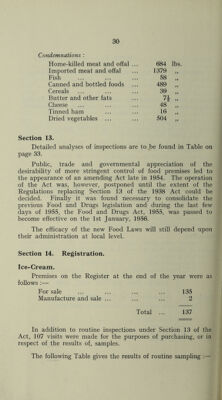 30
Condemnations :
Home-killed meat and offal ... 684 lbs.
Imported meat and offal ... 1379 „
Fish ... ... ... ... 58 „
Canned and bottled foods ... 489 „
Cereals ... ... ... ... 39 „
Butter and other fats ... 7½ „
Cheese ... ... ... ... 48 „
Tinned ham ... ... ... 16 „
Dried vegetables ... ... ... 504 „
Section 13.
Detailed analyses of inspections are to be found in Table on
page 33.
Public, trade and governmental appreciation of the
desirability of more stringent control of food premises led to
the appearance of an amending Act late in 1954. The operation
of the Act was, however, postponed until the extent of the
Regulations replacing Section 13 of the 1938 Act could be
decided. Finally it was found necessary to consolidate the
previous Food and Drugs legislation and during the last few
days of 1955, the Food and Drugs Act, 1955, was passed to
become effective on the 1st January, 1956.
The efficacy of the new Food Laws will still depend upon
their administration at local level.
Section 14. Registration.
Ice-Cream.
Premises on the Register at the end of the year were as
follows :—
For sale ... ... ... ... 135
Manufacture and sale ... ... ... 2
Total ... 137
In addition to routine inspections under Section 13 of the
Act, 107 visits were made for the purposes of purchasing, or in
respect of the results of, samples.
The following Table gives the results of routine sampling :—